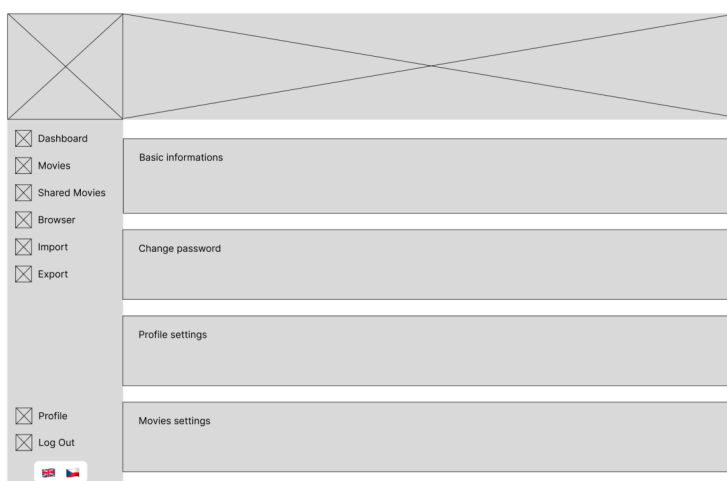 Dashboard
Movies
Shared Movies
Browser
Import
Export
Profile
Log Out
Basic informations
Change password
Profile settings
Movies settings